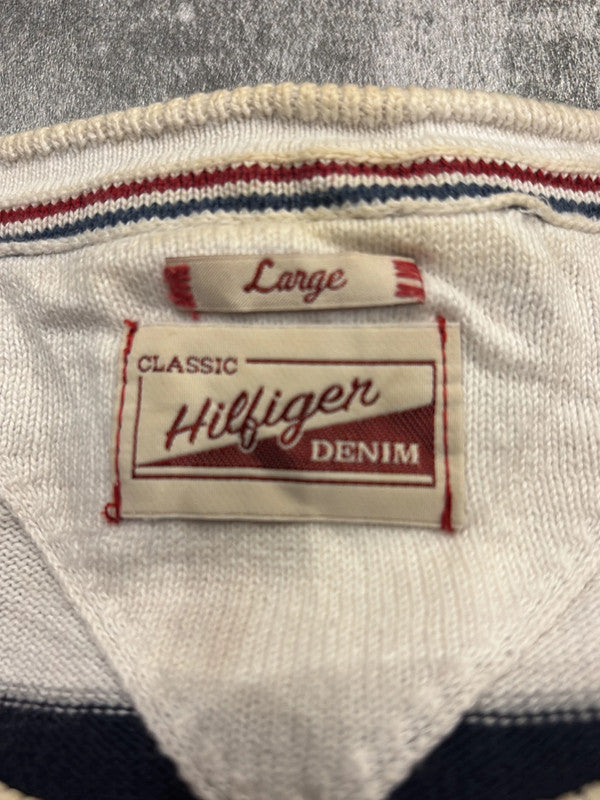 Large
CLASSIC
Hilfiger
DENIM